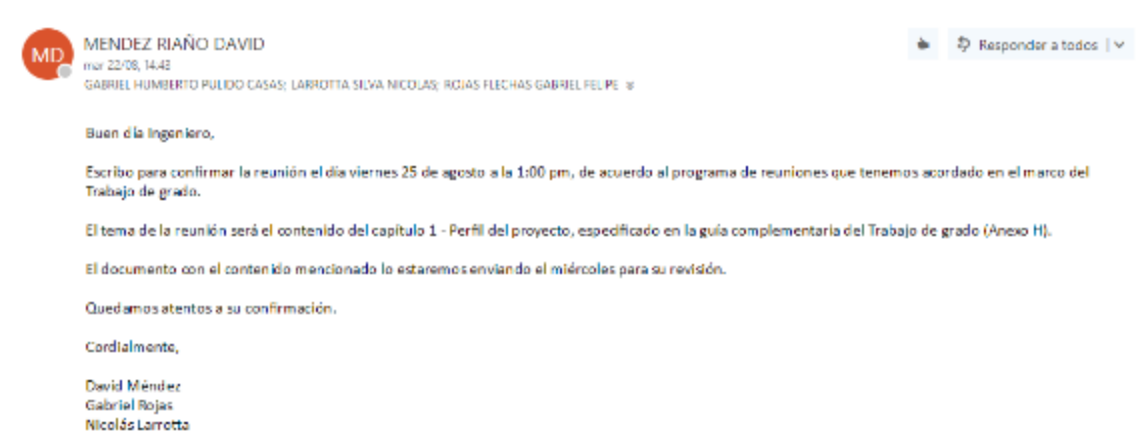 MD
MENDEZ RIAÑO DAVID
Responder a todos
mar 22/08, 14:43
GABRIEL HUMBERTO PULIDO CASAS; LARROTTA SILVA NICOLAS; ROJAS FLECHAS GABRIEL FELIPE
Buen día Ingeniero,
Escribo para confirmar la reunión el día viernes 25 de agosto a la 1:00 pm, de acuerdo al programa de reuniones que tenemos acordado en el marco del
Trabajo de grado.
El tema de la reunión será el contenido del capítulo 1 - Perfil del proyecto, especificado en la guía complementaria del Trabajo de grado (Anexo H).
El documento con el contenido mencionado lo estaremos enviando el miércoles para su revisión.
Quedamos atentos a su confirmación.
Cordialmente,
David Méndez
Gabriel Rojas
Nicolás Larrotta